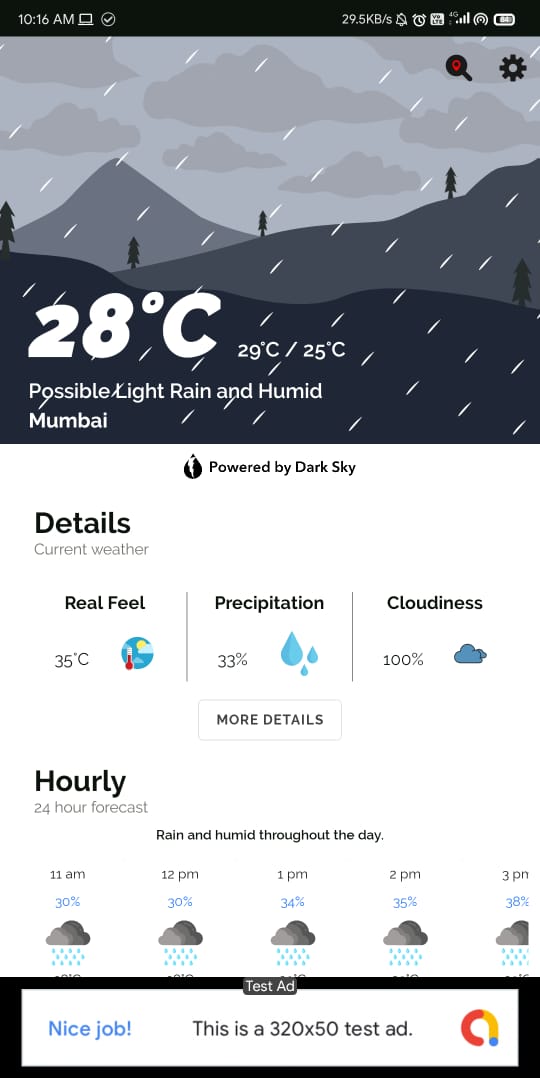 10:16 AM
29.5KB/s
4G
84
28°C
29°C / 25°C
Possible Light Rain and Humid
Mumbai
Powered by Dark Sky
Details
Current weather
Real Feel Precipitation Cloudiness
35°C 33% 100%
MORE DETAILS
Hourly
24 hour forecast
Rain and humid throughout the day.
11 am 12 pm 1 pm 2 pm 3 pm
30% 30% 34% 35% 38%
Test Ad
Nice job! This is a 320x50 test ad.